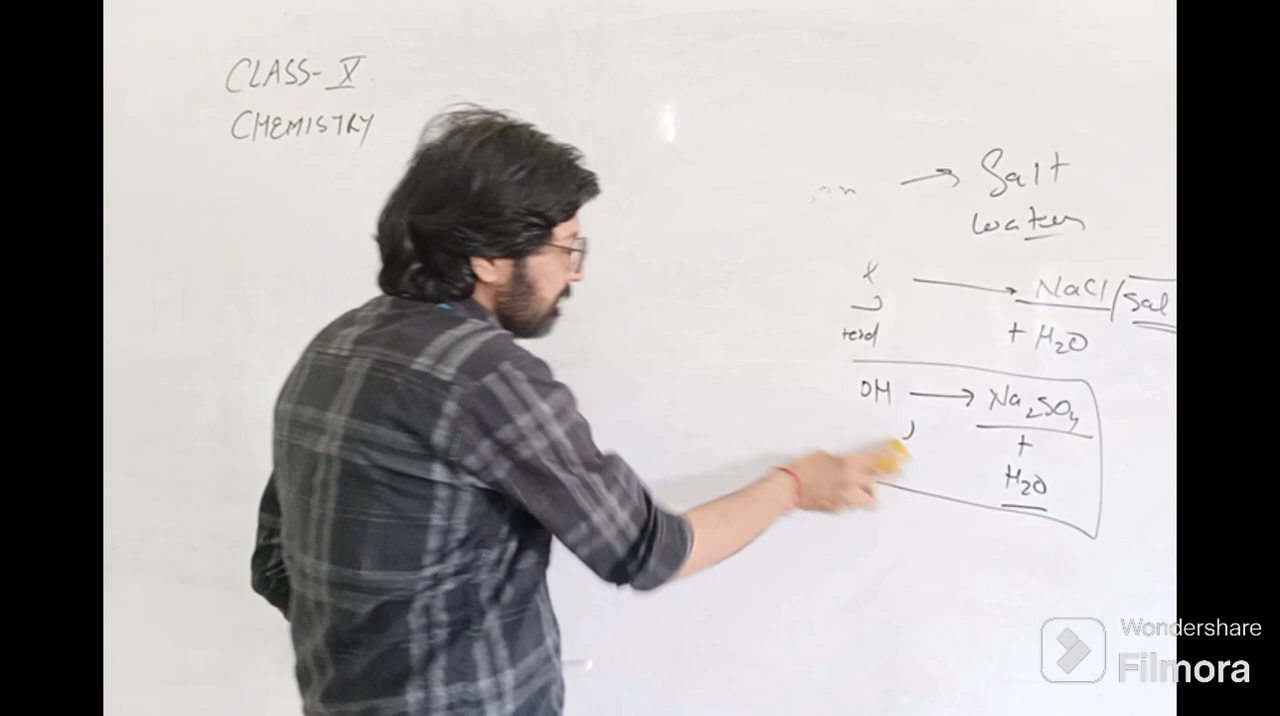 CLASS- X
CHEMISTRY
→ Salt
water
→ NaCl/Sal
+ H2O
OH → Na2SO4
+
H2O
Wondershare
Filmora